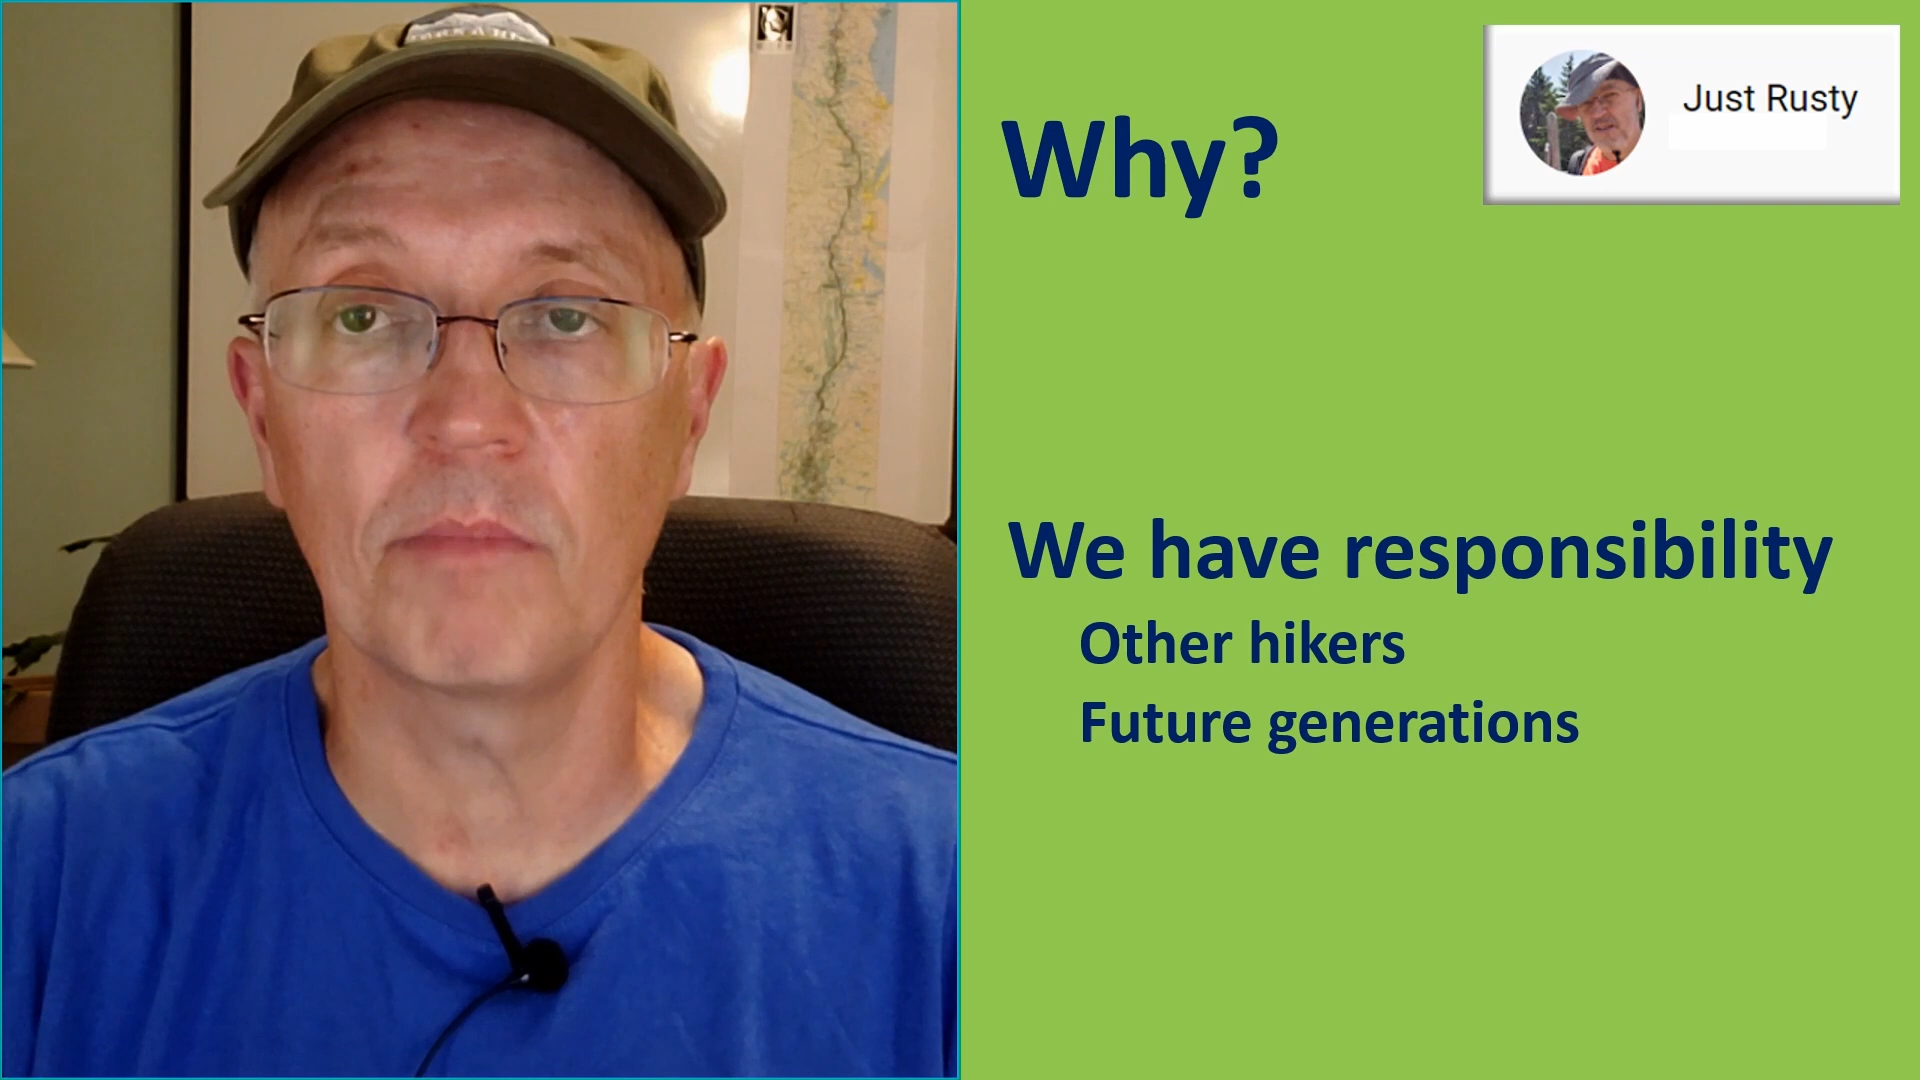 Why?
Just Rusty
We have responsibility
Other hikers
Future generations